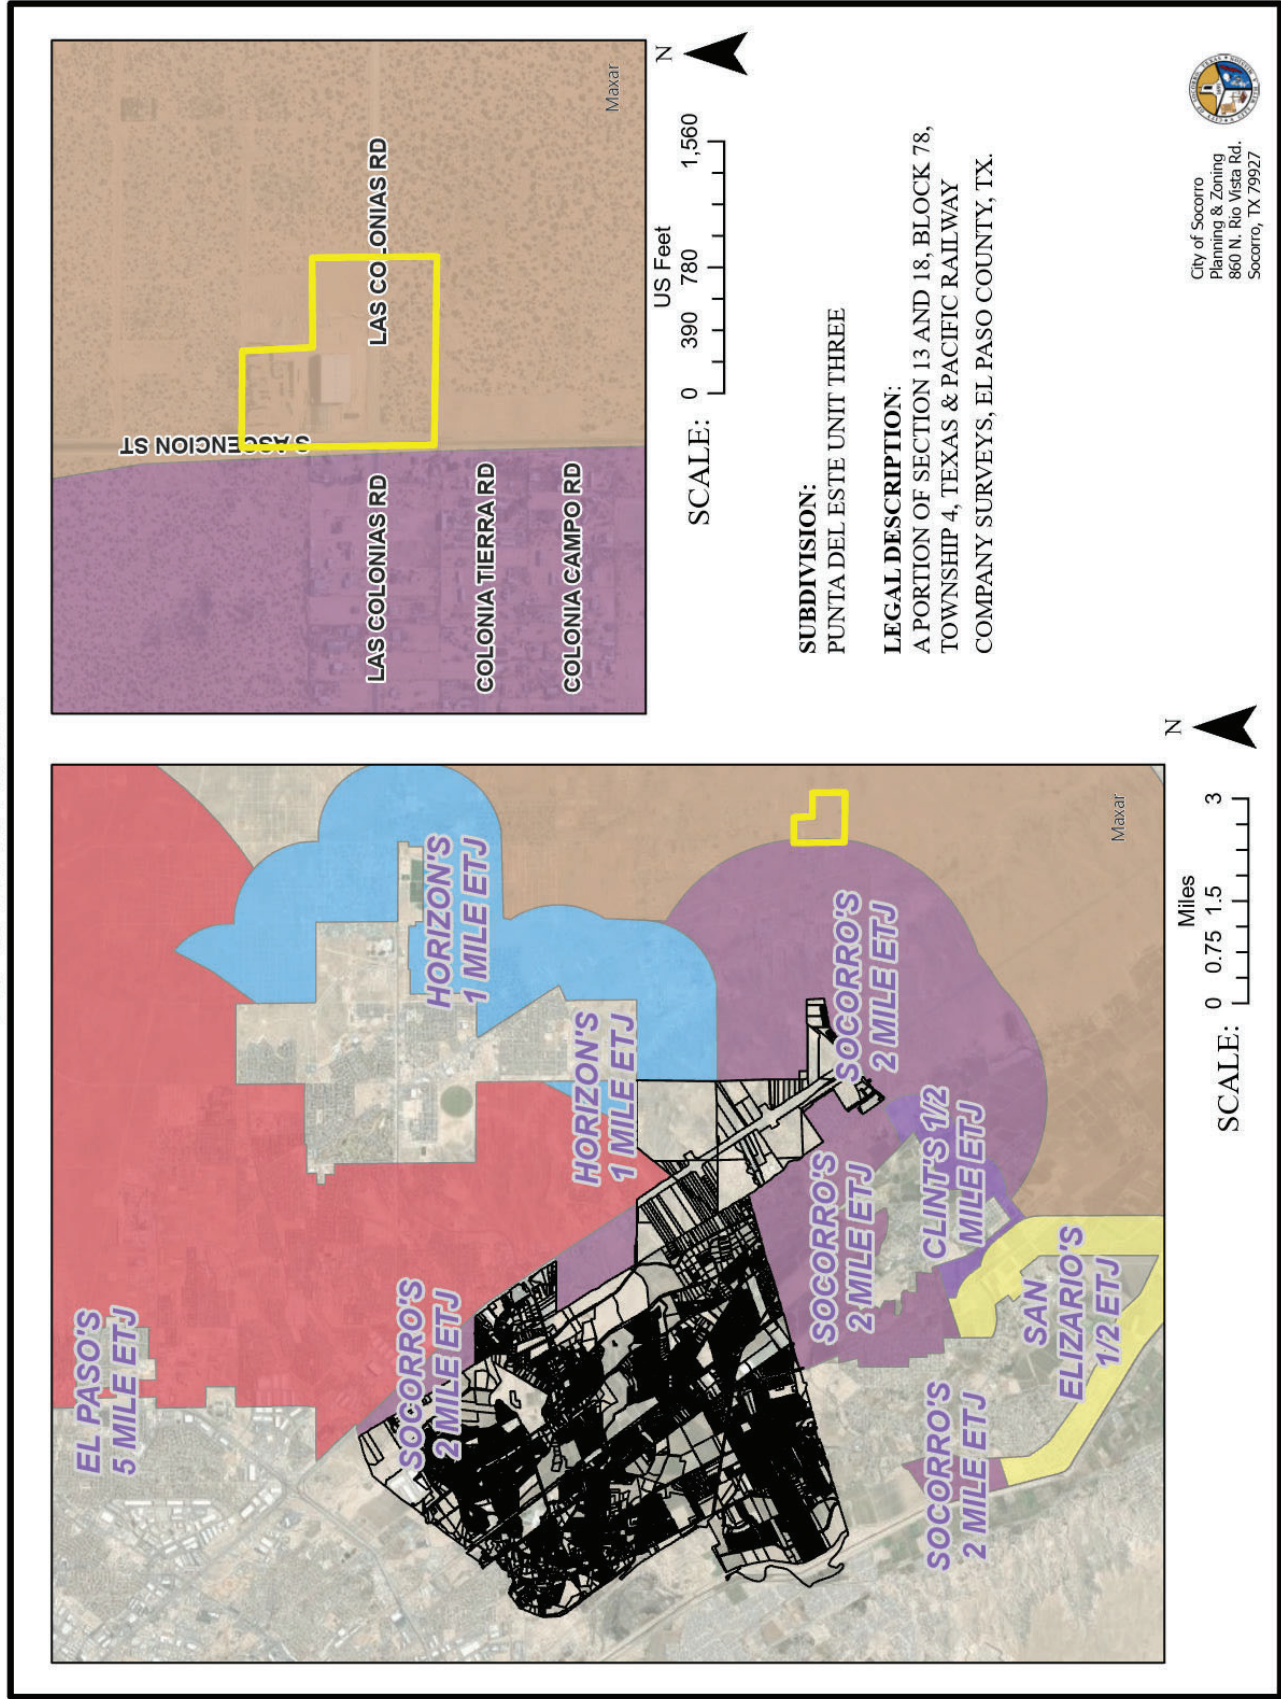 EL PASO'S
5 MILE ETJ
HORIZON'S
1 MILE ETJ
HORIZON'S
1 MILE ETJ
SOCORRO'S
2 MILE ETJ
SOCORRO'S
2 MILE ETJ
SOCORRO'S
2 MILE ETJ
CLINT'S 1/2
MILE ETJ
SOCORRO'S
2 MILE ETJ
SAN
ELIZARIO'S
1/2 ETJ
Maxar
N
SCALE:
Miles
0 0.75 1.5 3
S ASCENCION ST
LAS COLONIAS RD
LAS COLONIAS RD
COLONIA TIERRA RD
COLONIA CAMPO RD
Maxar
N
SCALE:
US Feet
0 390 780 1,560
SUBDIVISION:
PUNTA DEL ESTE UNIT THREE
LEGAL DESCRIPTION:
A PORTION OF SECTION 13 AND 18, BLOCK 78,
TOWNSHIP 4, TEXAS & PACIFIC RAILWAY
COMPANY SURVEYS, EL PASO COUNTY, TX.
City of Socorro
Planning & Zoning
860 N. Rio Vista Rd.
Socorro, TX 79927